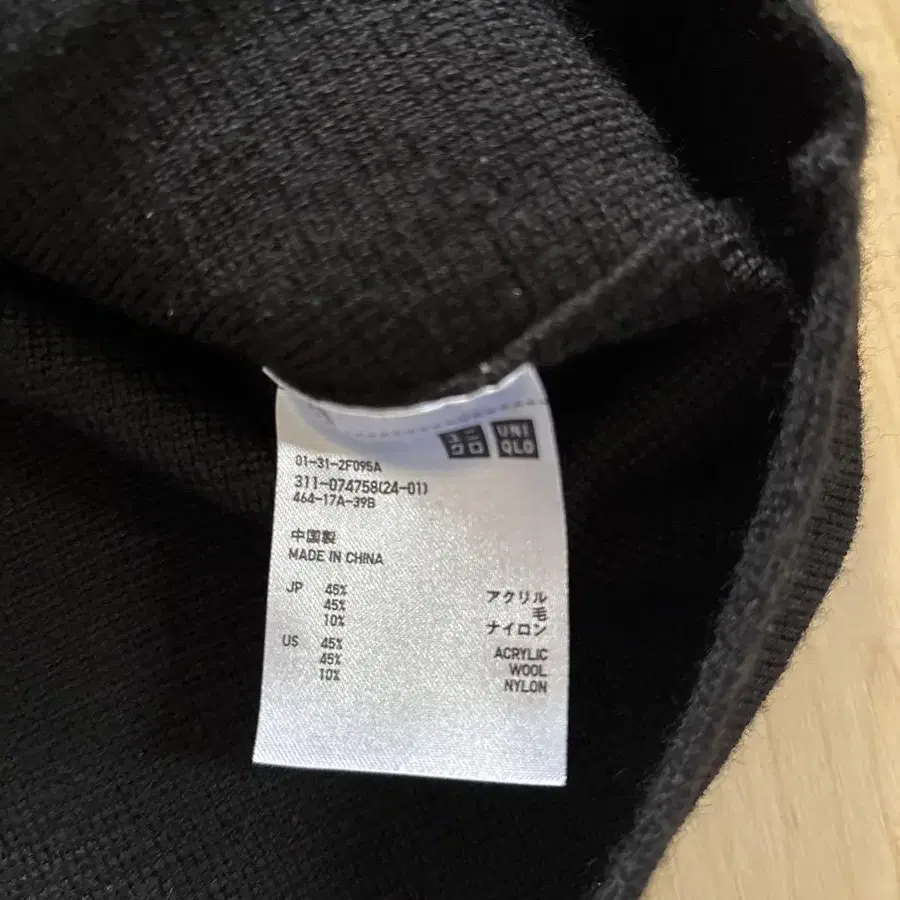 ユニ UNI
クロ QLO
01-31-2F095A
311-074758(24-01)
464-17A-39B
中国製
MADE IN CHINA
JP 45% アクリル
45% 毛
10% ナイロン
US 45% ACRYLIC
45% WOOL
10% NYLON